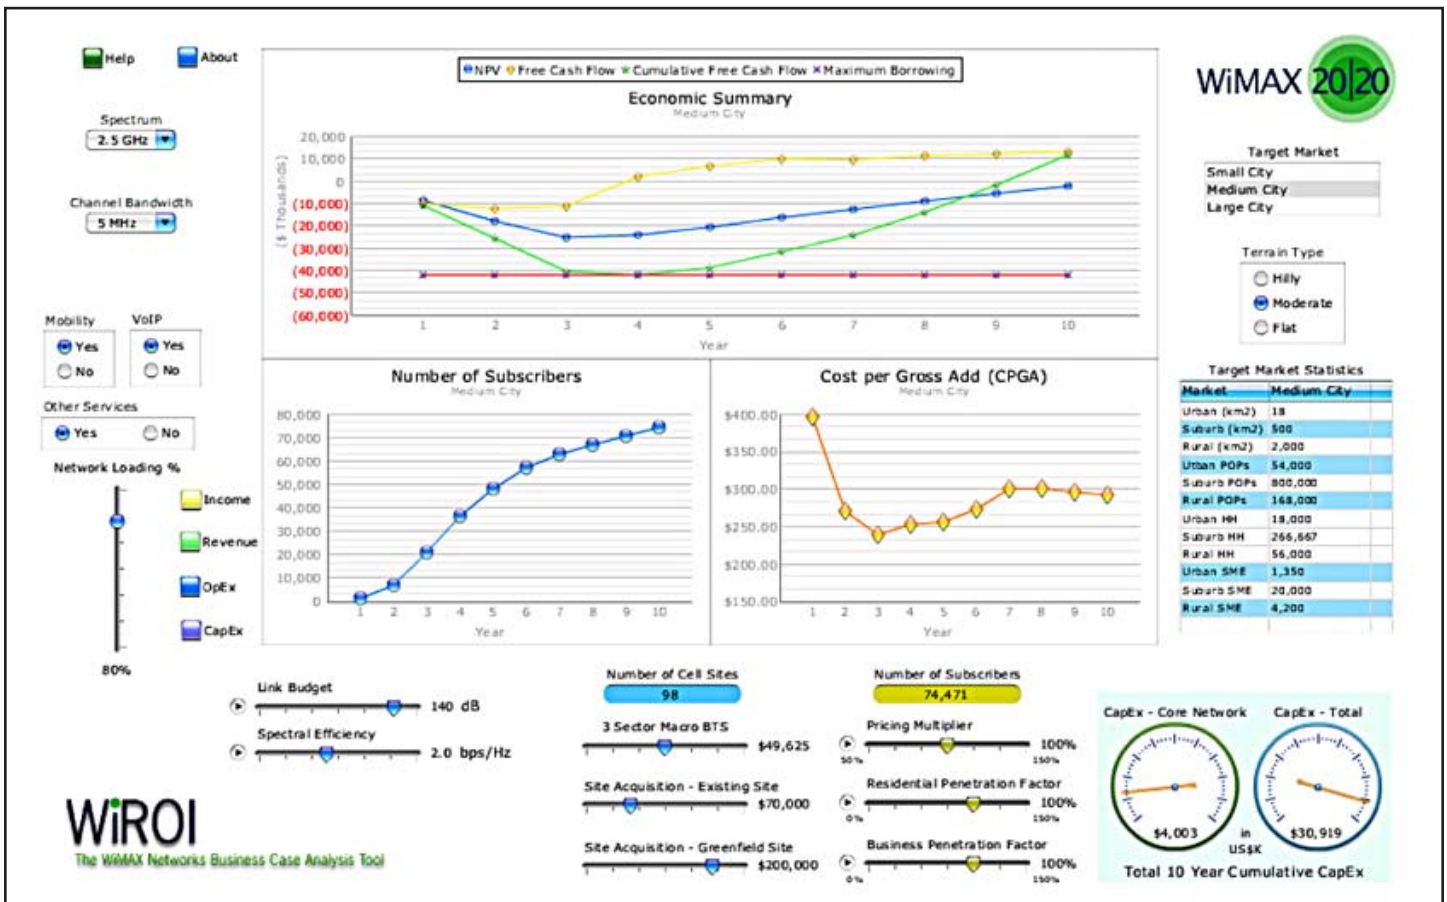 Help
About
Spectrum
2.5 GHz
Channel Bandwidth
5 MHz
Mobility
Yes
No
VoIP
Yes
No
Other Services
Yes
No
Network Loading %
80%
Income
Revenue
OpEx
CapEx
NPV Free Cash Flow Cumulative Free Cash Flow Maximum Borrowing
Economic Summary
Medium City
($ Thousands)
20,000
10,000
0
(10,000)
(20,000)
(30,000)
(40,000)
(50,000)
(60,000)
1 2 3 4 5 6 7 8 9 10
Year
Number of Subscribers
Medium City
80,000
70,000
60,000
50,000
40,000
30,000
20,000
10,000
0
1 2 3 4 5 6 7 8 9 10
Year
Cost per Gross Add (CPGA)
Medium City
$400.00
$350.00
$300.00
$250.00
$200.00
$150.00
1 2 3 4 5 6 7 8 9 10
Year
WiMAX 20|20
Target Market
Small City
Medium City
Large City
Terrain Type
Hilly
Moderate
Flat
Target Market Statistics
Market Medium City
Urban (km2) 18
Suburb (km2) 500
Rural (km2) 2,000
Utban POPs 54,000
Suburb POPs 800,000
Rural POPs 168,000
Urban HH 18,000
Suburb HH 266,667
Rural HH 56,000
Urban SME 1,350
Suburb SME 20,000
Rural SME 4,200
Link Budget
140 dB
Spectral Efficiency
2.0 bps/Hz
WiROI
The WiMAX Networks Business Case Analysis Tool
Number of Cell Sites
98
3 Sector Macro BTS
$49,625
Site Acquisition - Existing Site
$70,000
Site Acquisition - Greenfield Site
$200,000
Number of Subscribers
74,471
Pricing Multiplier
100%
50% 150%
Residential Penetration Factor
100%
0% 150%
Business Penetration Factor
100%
0% 150%
CapEx - Core Network CapEx - Total
$4,003 in US$K $30,919
Total 10 Year Cumulative CapEx